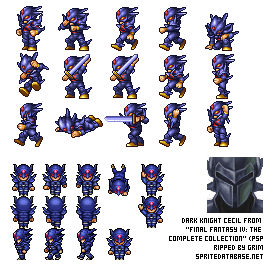 DARK KNIGHT CECIL FROM
"FINAL FANTASY IV: THE
COMPLETE COLLECTION" (PSP
RIPPED BY GRIM
SPRITEDATABASE.NET